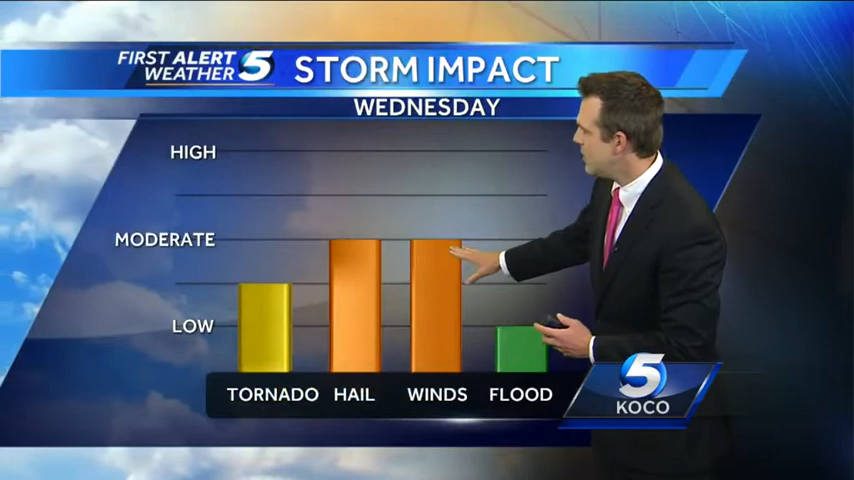 FIRST ALERT
WEATHER 5
STORM IMPACT
WEDNESDAY
HIGH
MODERATE
LOW
TORNADO HAIL WINDS FLOOD
5
KOCO